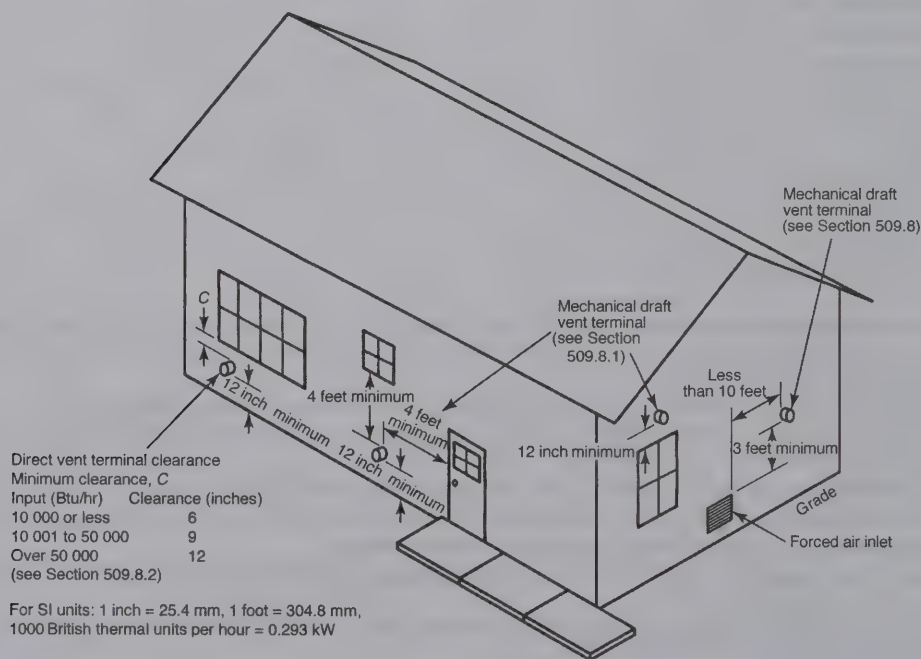 Mechanical draft
vent terminal
(see Section 509.8)
Mechanical draft
vent terminal
(see Section
509.8.1)
Less
than 10 feet
C
4 feet minimum
4 feet
minimum
12 inch minimum
12 inch minimum
12 inch minimum
3 feet minimum
Grade
Forced air inlet
Direct vent terminal clearance
Minimum clearance, C
Input (Btu/hr) Clearance (inches)
10 000 or less 6
10 001 to 50 000 9
Over 50 000 12
(see Section 509.8.2)
For SI units: 1 inch = 25.4 mm, 1 foot = 304.8 mm,
1000 British thermal units per hour = 0.293 kW